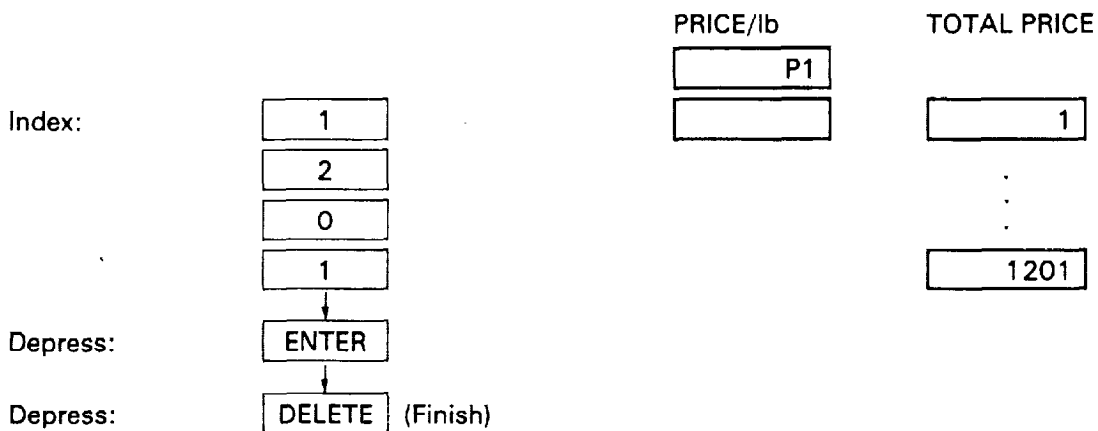 PRICE/lb TOTAL PRICE
P1
Index: 1 1
2
0
1 1201
Depress: ENTER
Depress: DELETE (Finish)